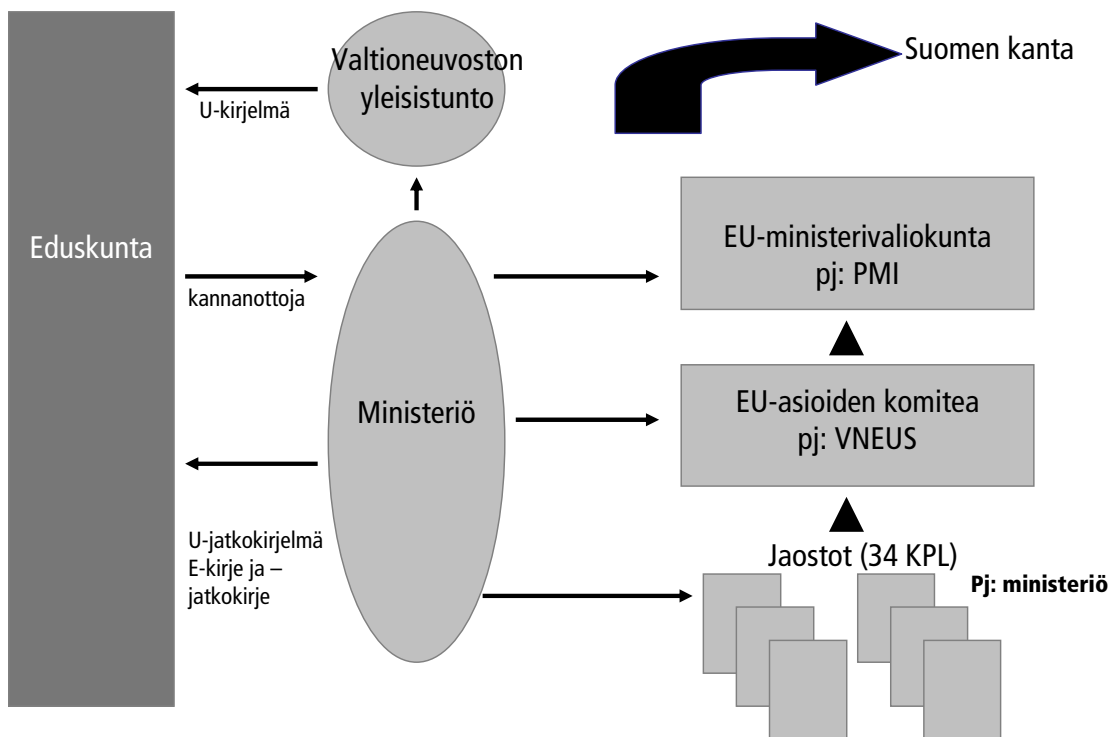 Valtioneuvoston
yleisistunto
Suomen kanta
U-kirjelmä
Eduskunta
EU-ministerivaliokunta
pj: PMI
kannanottoja
Ministeriö
EU-asioiden komitea
pj: VNEUS
U-jatkokirjelmä
E-kirje ja –
jatkokirje
Jaostot (34 KPL)
Pj: ministeriö